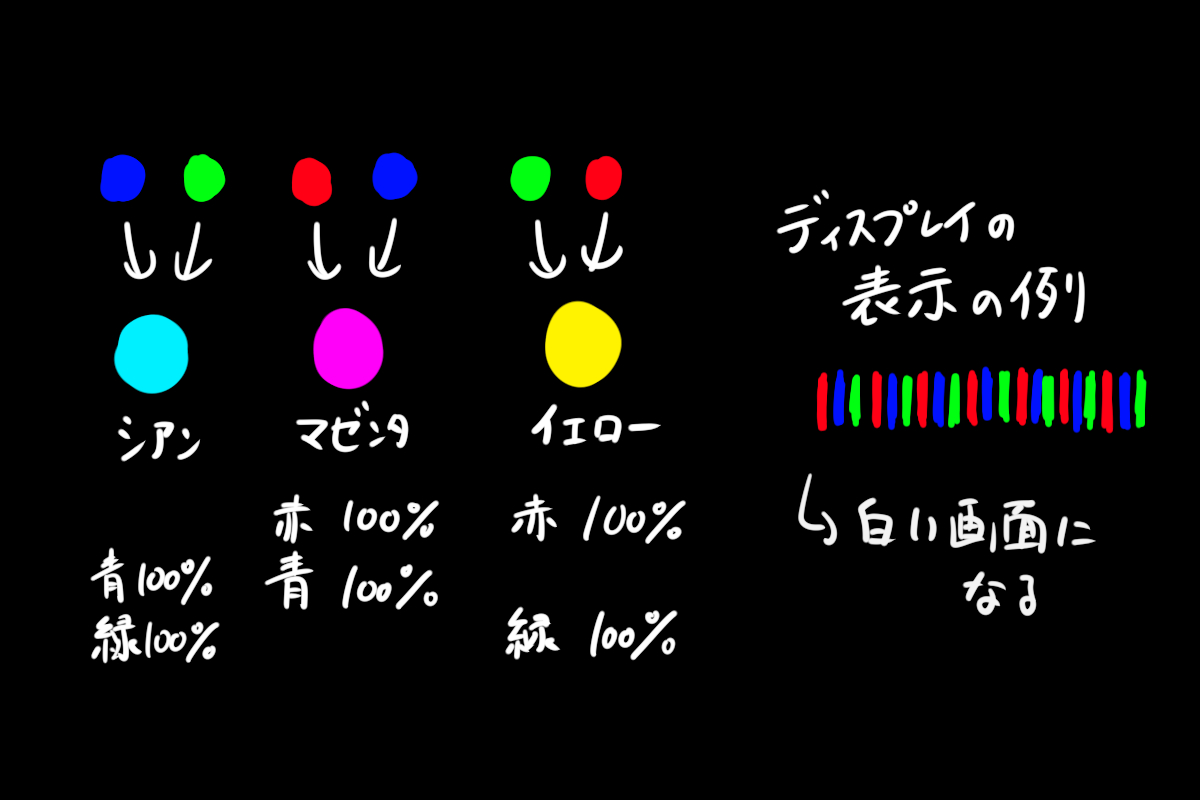 シアン
青100%
緑100%
マゼンタ
赤 100%
青 100%
イエロー
赤 100%
緑 100%
ディスプレイの
表示の例
白い画面に
なる